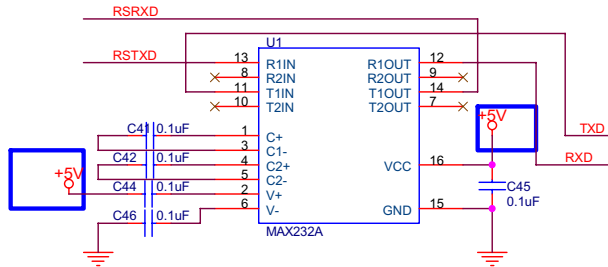 RSRXD
U1
RSTXD 13 R1IN R1OUT 12
8 R2IN R2OUT 9
11 T1IN T1OUT 14
10 T2IN T2OUT 7
+5V
TXD
C41 0.1uF 1 C+
3 C1-
C42 0.1uF 4 C2+ VCC 16 RXD
5 C2-
+5V
C44 0.1uF 2 V+
C45
0.1uF
C46 0.1uF 6 V- GND 15
MAX232A